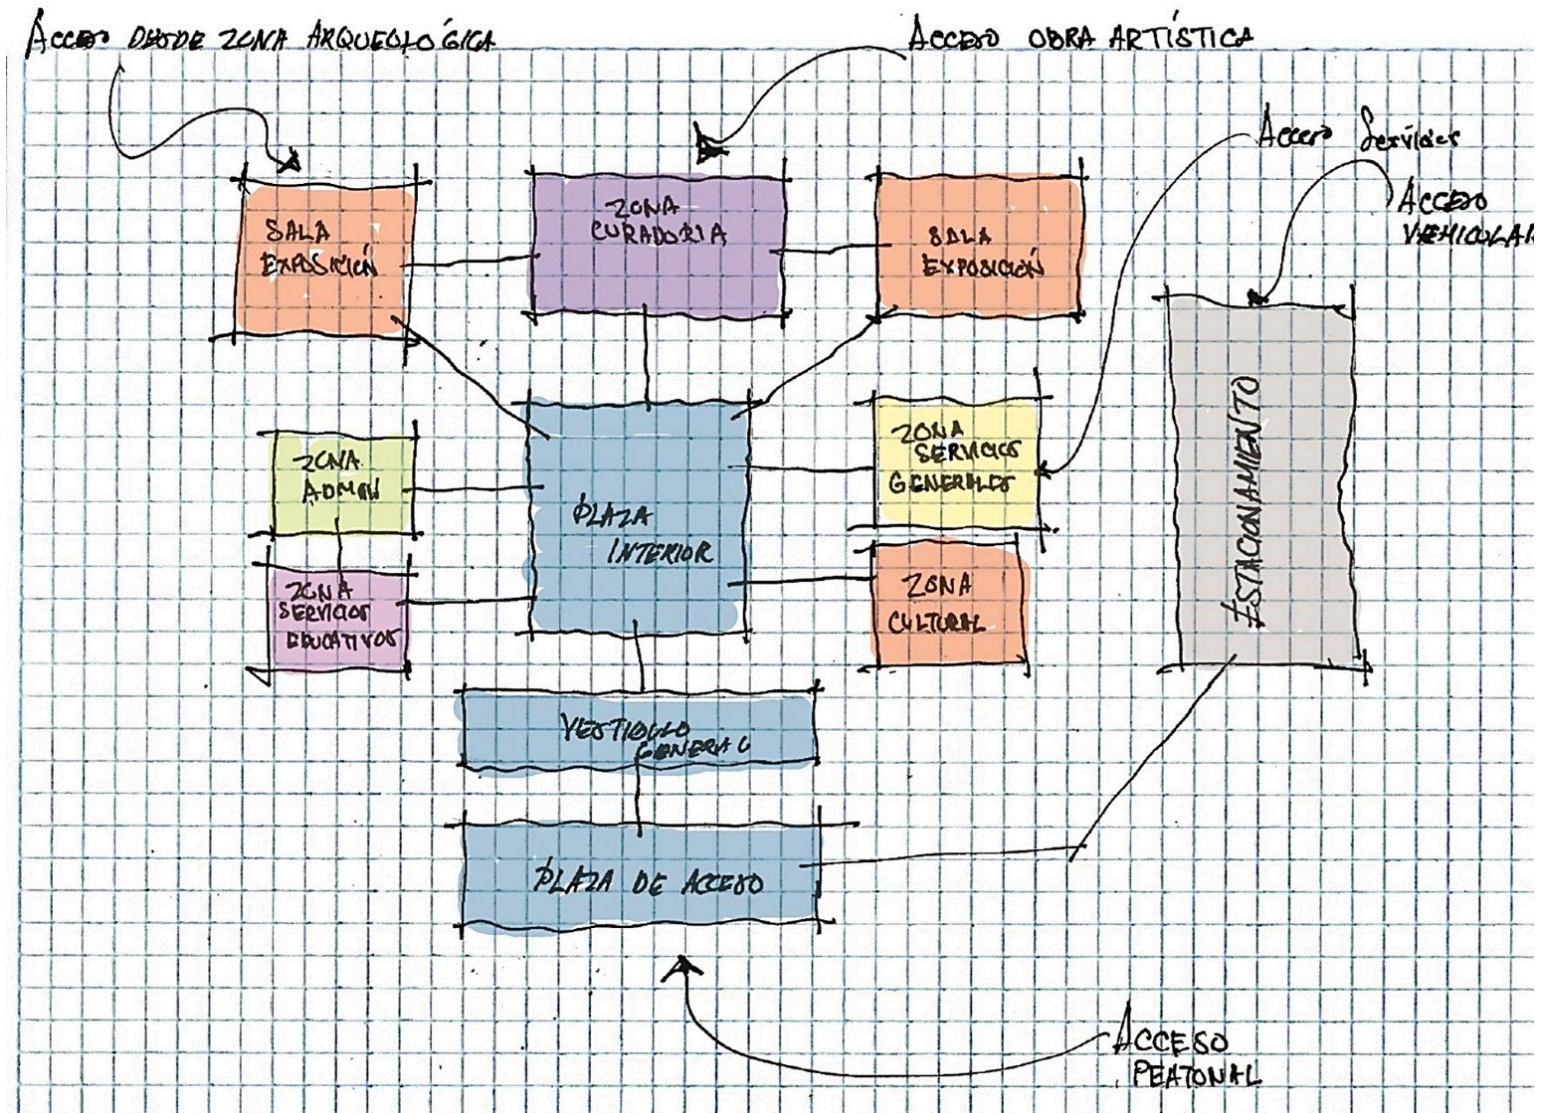 ACCESO DESDE ZONA ARQUEOLÓGICA
ACCESO OBRA ARTÍSTICA
Acceso Servicios
ACCESO
VEHICULAR
SALA
EXPOSICIÓN
ZONA
CURADORIA
SALA
EXPOSICIÓN
ZONA
ADMON
ZONA
SERVICIOS
EDUCATIVOS
PLAZA
INTERIOR
ZONA
SERVICIOS
GENERALES
ZONA
CULTURAL
ESTACIONAMIENTO
VESTIBULO
GENERAL
PLAZA DE ACCESO
ACCESO
PEATONAL